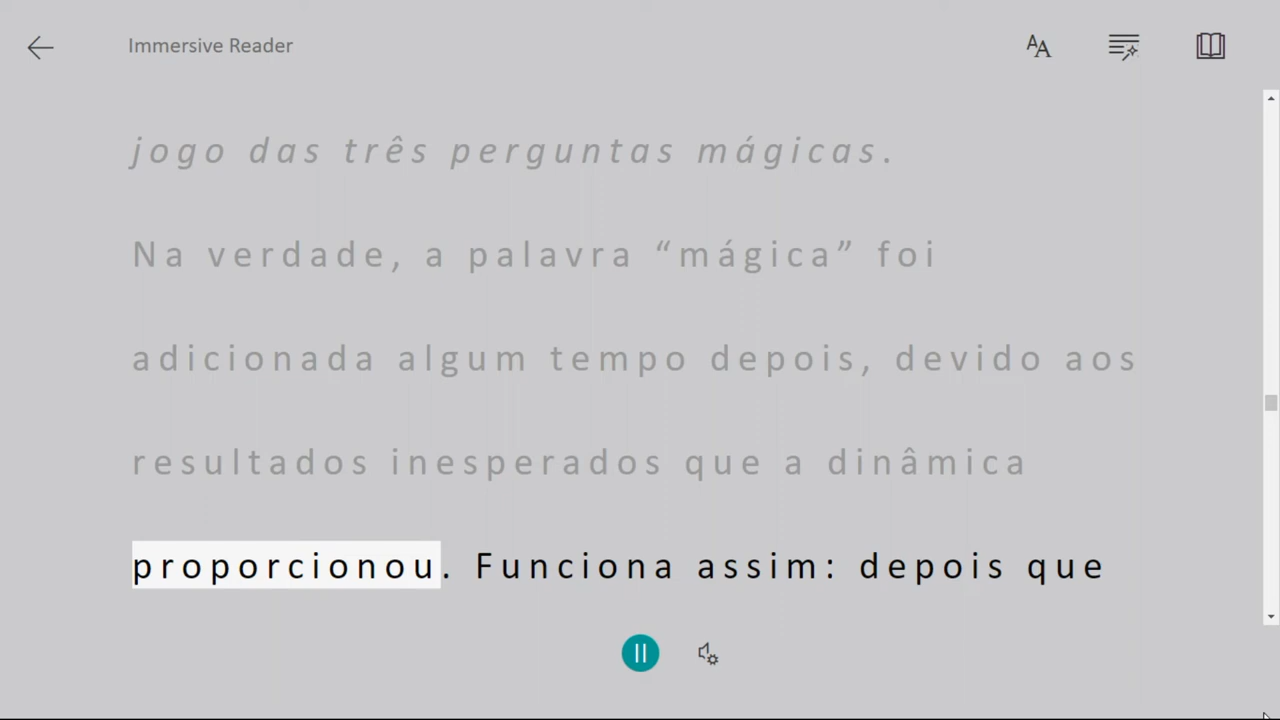 Immersive Reader
AA
jogo das três perguntas mágicas.
Na verdade, a palavra “mágica” foi
adicionada algum tempo depois, devido aos
resultados inesperados que a dinâmica
proporcionou. Funciona assim: depois que